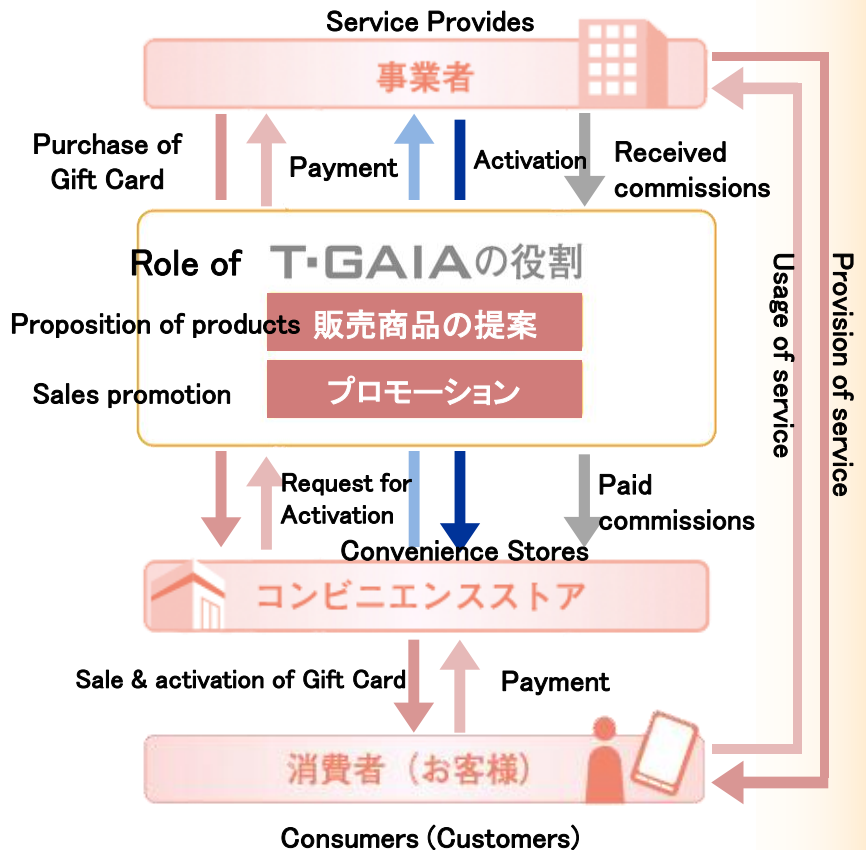 Service Provides
事業者
Purchase of
Gift Card
Payment
Activation
Received
commissions
Role of T・GAIAの役割
Proposition of products 販売商品の提案
Sales promotion プロモーション
Usage of service
Provision of service
Request for
Activation
Paid
commissions
Convenience Stores
コンビニエンスストア
Sale & activation of Gift Card
Payment
消費者（お客様）
Consumers (Customers)